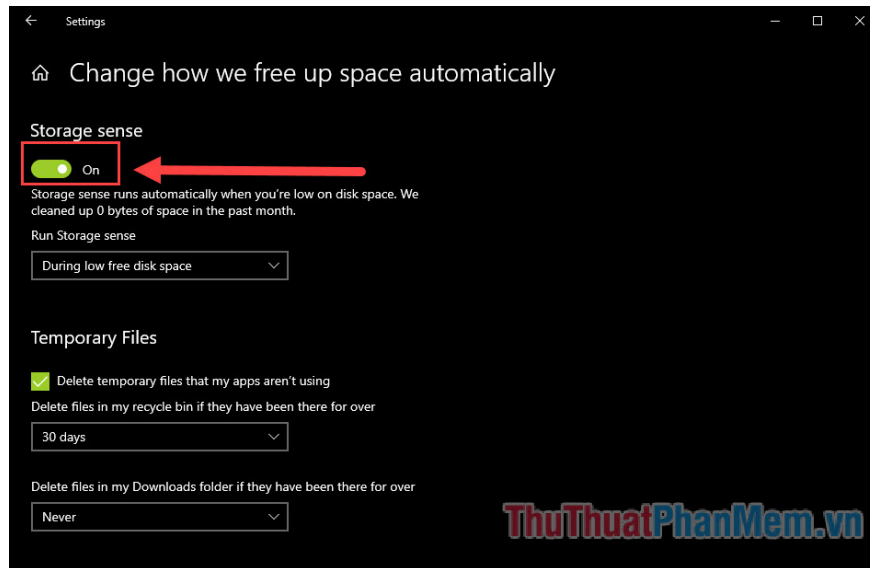 Settings
Change how we free up space automatically
Storage sense
On
Storage sense runs automatically when you're low on disk space. We
cleaned up 0 bytes of space in the past month.
Run Storage sense
During low free disk space
Temporary Files
Delete temporary files that my apps aren't using
Delete files in my recycle bin if they have been there for over
30 days
Delete files in my Downloads folder if they have been there for over
Never
ThuThuatPhanMem.vn